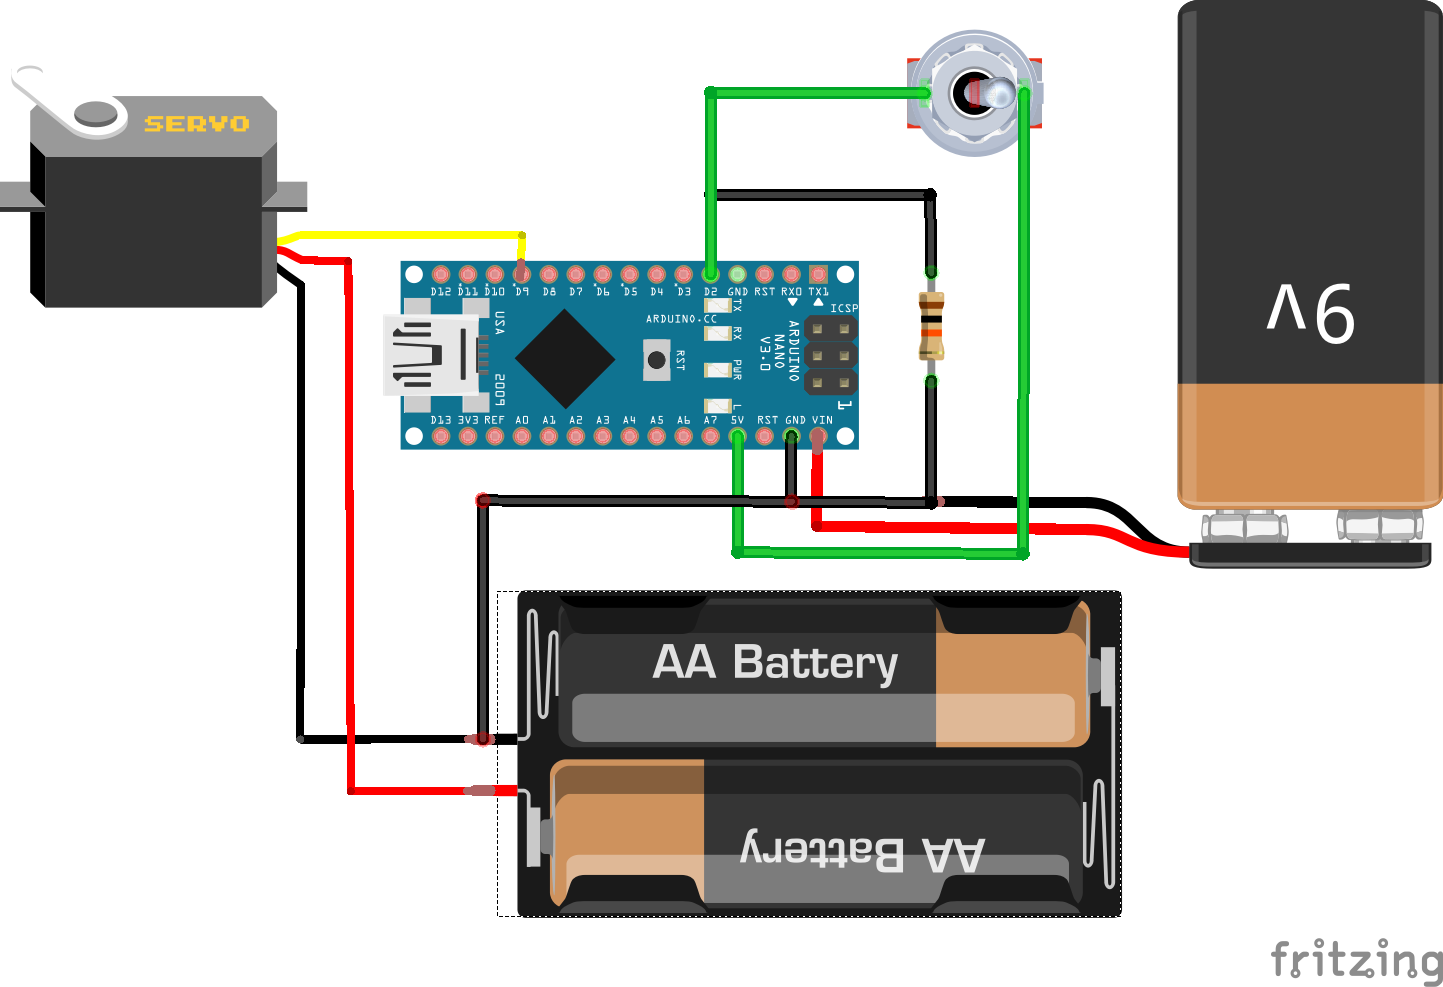 SERVO
D12 D11 D10 D9 D8 D7 D6 D5 D4 D3 D2 GND RST RX0 TX1
TX
ARDUINO.CC
ICSP
RX
USA
ARDUINO
NANO
V3.0
RST
PWR
2009
L
1
D13 3V3 REF A0 A1 A2 A3 A4 A5 A6 A7 5V RST GND VIN
9V
AA Battery
AA Battery
fritzing